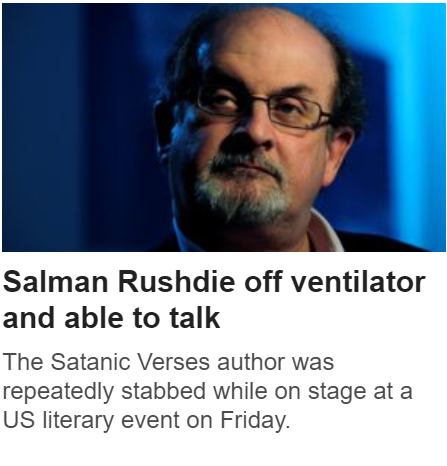 Salman Rushdie off ventilator
and able to talk
The Satanic Verses author was
repeatedly stabbed while on stage at a
US literary event on Friday.